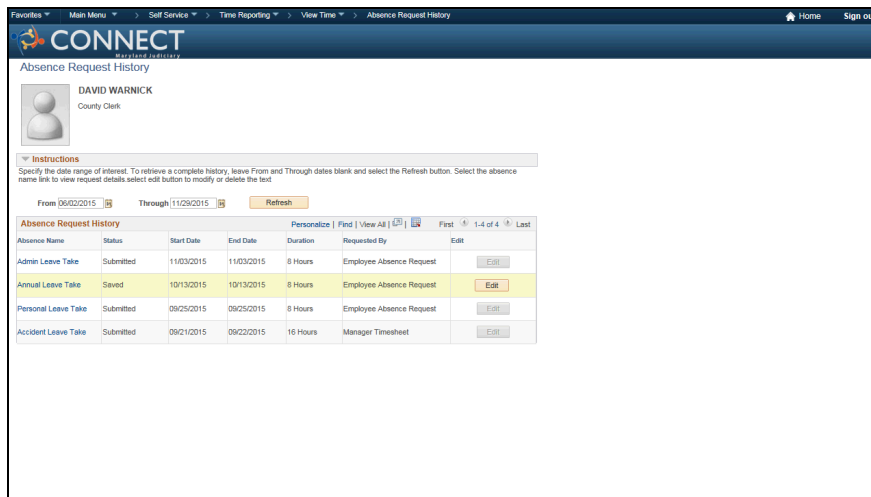 Favorites Main Menu > Self Service > Time Reporting > View Time > Absence Request History Home Sign ou
CONNECT
Maryland Judiciary
Absence Request History
DAVID WARNICK
County Clerk
Instructions
Specify the date range of interest. To retrieve a complete history, leave From and Through dates blank and select the Refresh button. Select the absence
name link to view request details.select edit button to modify or delete the text
From 06/02/2015 Through 11/29/2015 Refresh
Absence Request History Personalize | Find | View All | | First 1-4 of 4 Last
Absence Name Status Start Date End Date Duration Requested By Edit
Admin Leave Take Submitted 11/03/2015 11/03/2015 8 Hours Employee Absence Request Edit
Annual Leave Take Saved 10/13/2015 10/13/2015 8 Hours Employee Absence Request Edit
Personal Leave Take Submitted 09/25/2015 09/25/2015 8 Hours Employee Absence Request Edit
Accident Leave Take Submitted 09/21/2015 09/22/2015 16 Hours Manager Timesheet Edit